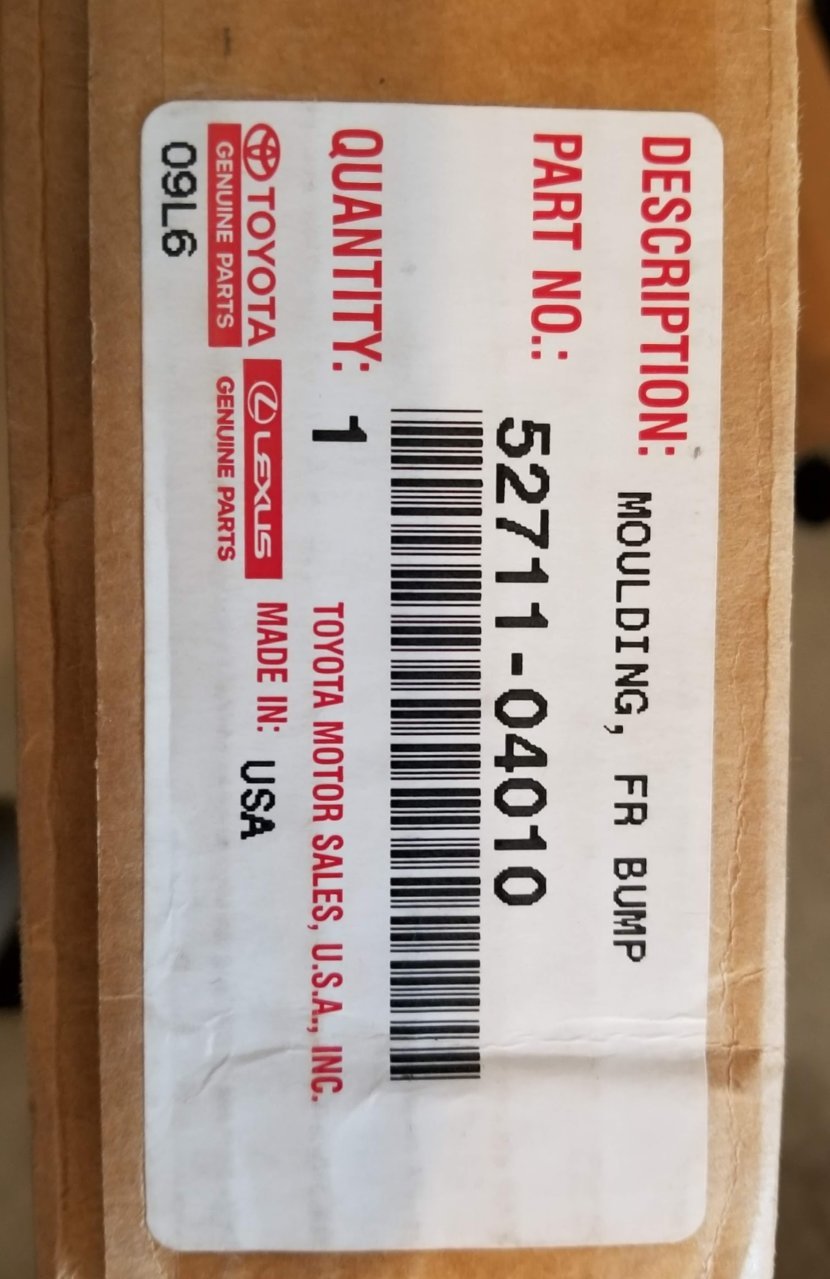 DESCRIPTION: MOULDING, FR BUMP
PART NO.: 52711-04010
QUANTITY: 1
TOYOTA MOTOR SALES, U.S.A., INC.
TOYOTA
GENUINE PARTS
LEXUS
GENUINE PARTS
MADE IN: USA
09L6